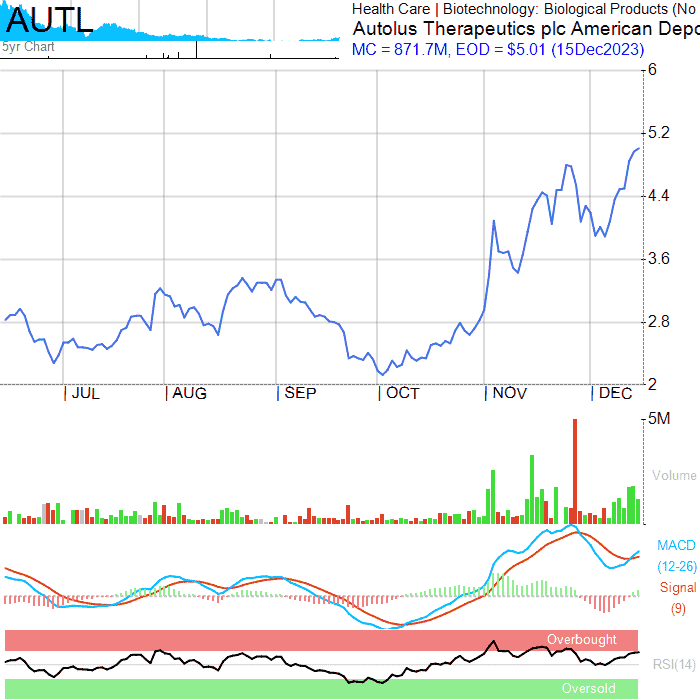 AUTL
5yr Chart
Health Care | Biotechnology: Biological Products (No
Autolus Therapeutics plc American Depo
MC = 871.7M, EOD = $5.01 (15Dec2023)
6
5.2
4.4
3.6
2.8
2
JUL AUG SEP OCT NOV DEC
5M
Volume
MACD
(12-26)
Signal
(9)
Overbought
RSI(14)
Oversold